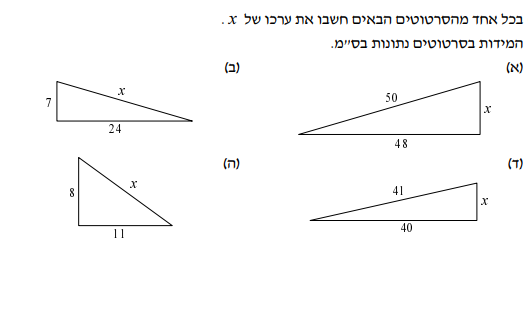 בכל אחד מהסרטוטים הבאים חשבו את ערכו של x .
המידות בסרטוטים נתונות בס״מ.
(א)
50
x
48
(ב)
7
x
24
(ד)
41
x
40
(ה)
8
x
11